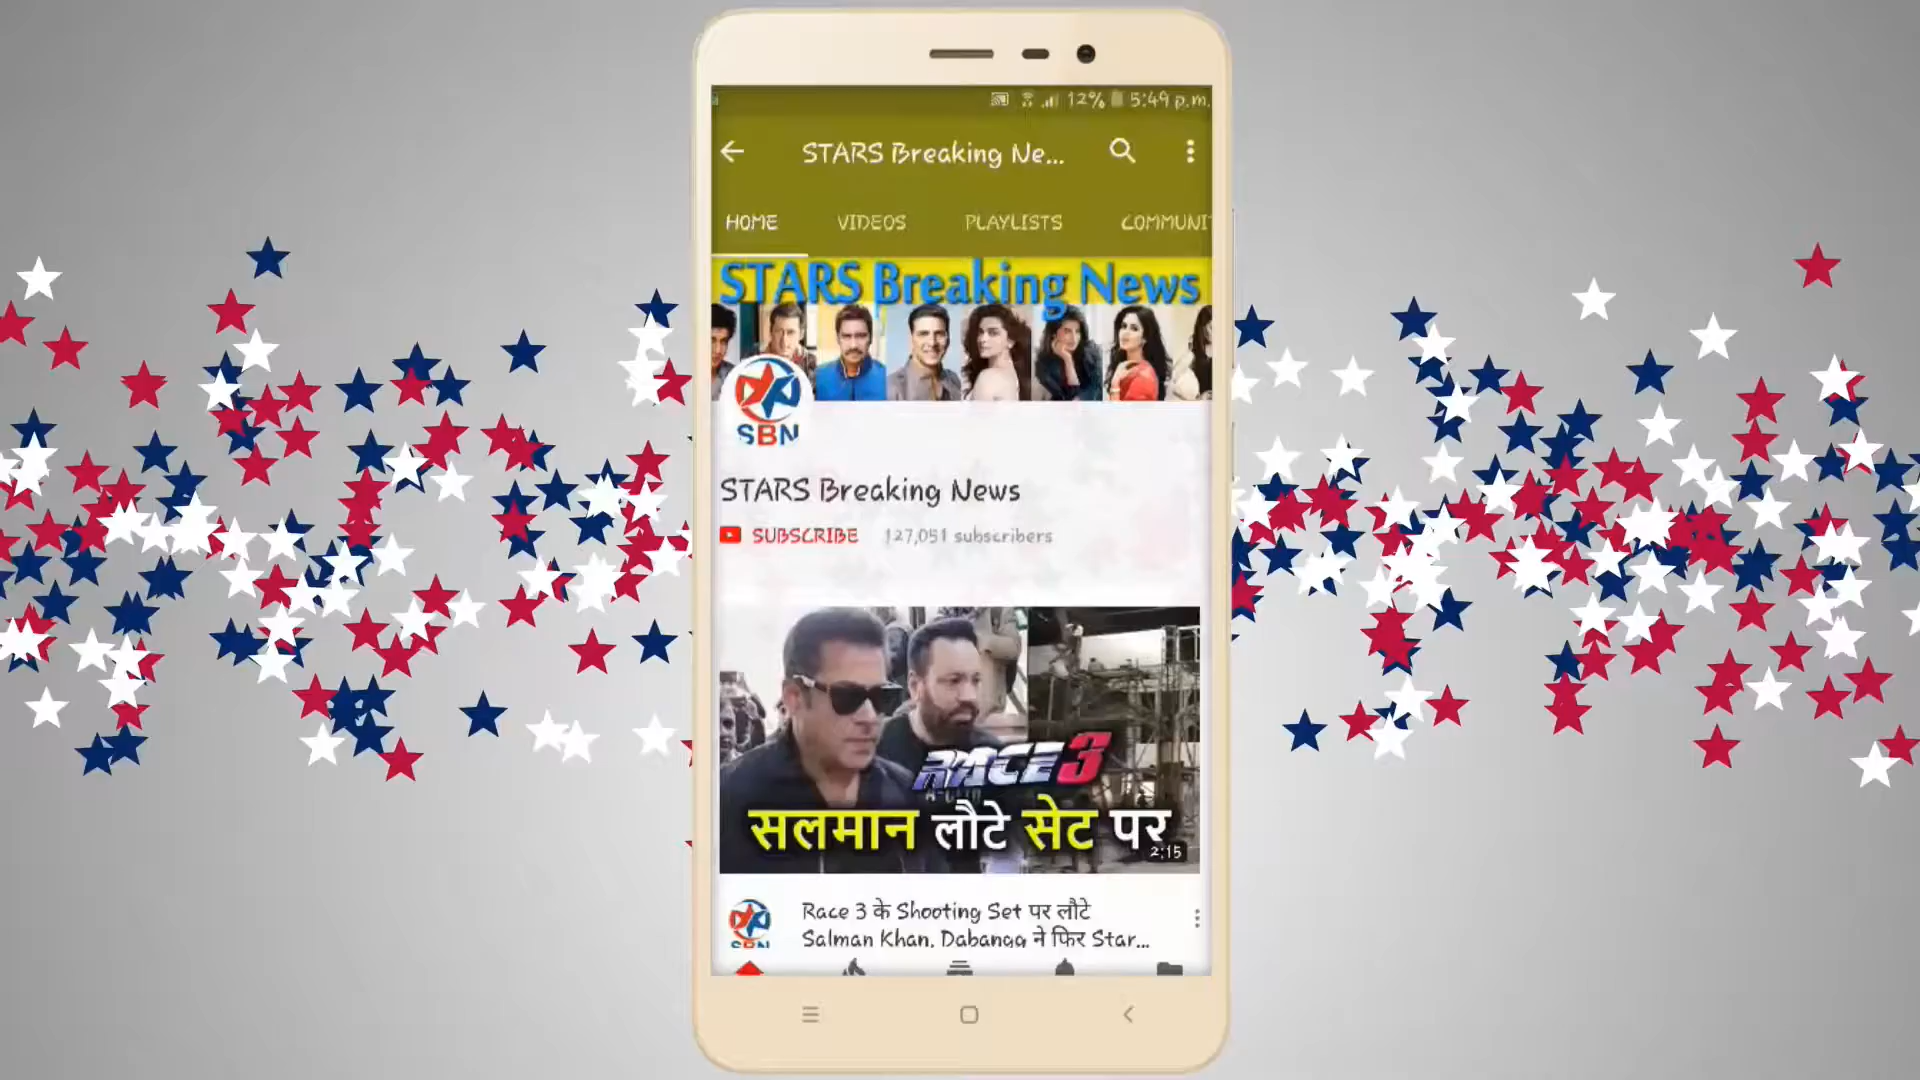 12% 5:49 p.m.
STARS Breaking Ne...
HOME VIDEOS PLAYLISTS COMMUNI
STARS Breaking News
SBN
STARS Breaking News
SUBSCRIBE 127,051 subscribers
RACE 3
सलमान लौटे सेट पर
2:15
Race 3 के Shooting Set पर लौटे
Salman Khan, Dabangg ने फिर Star...
SBN